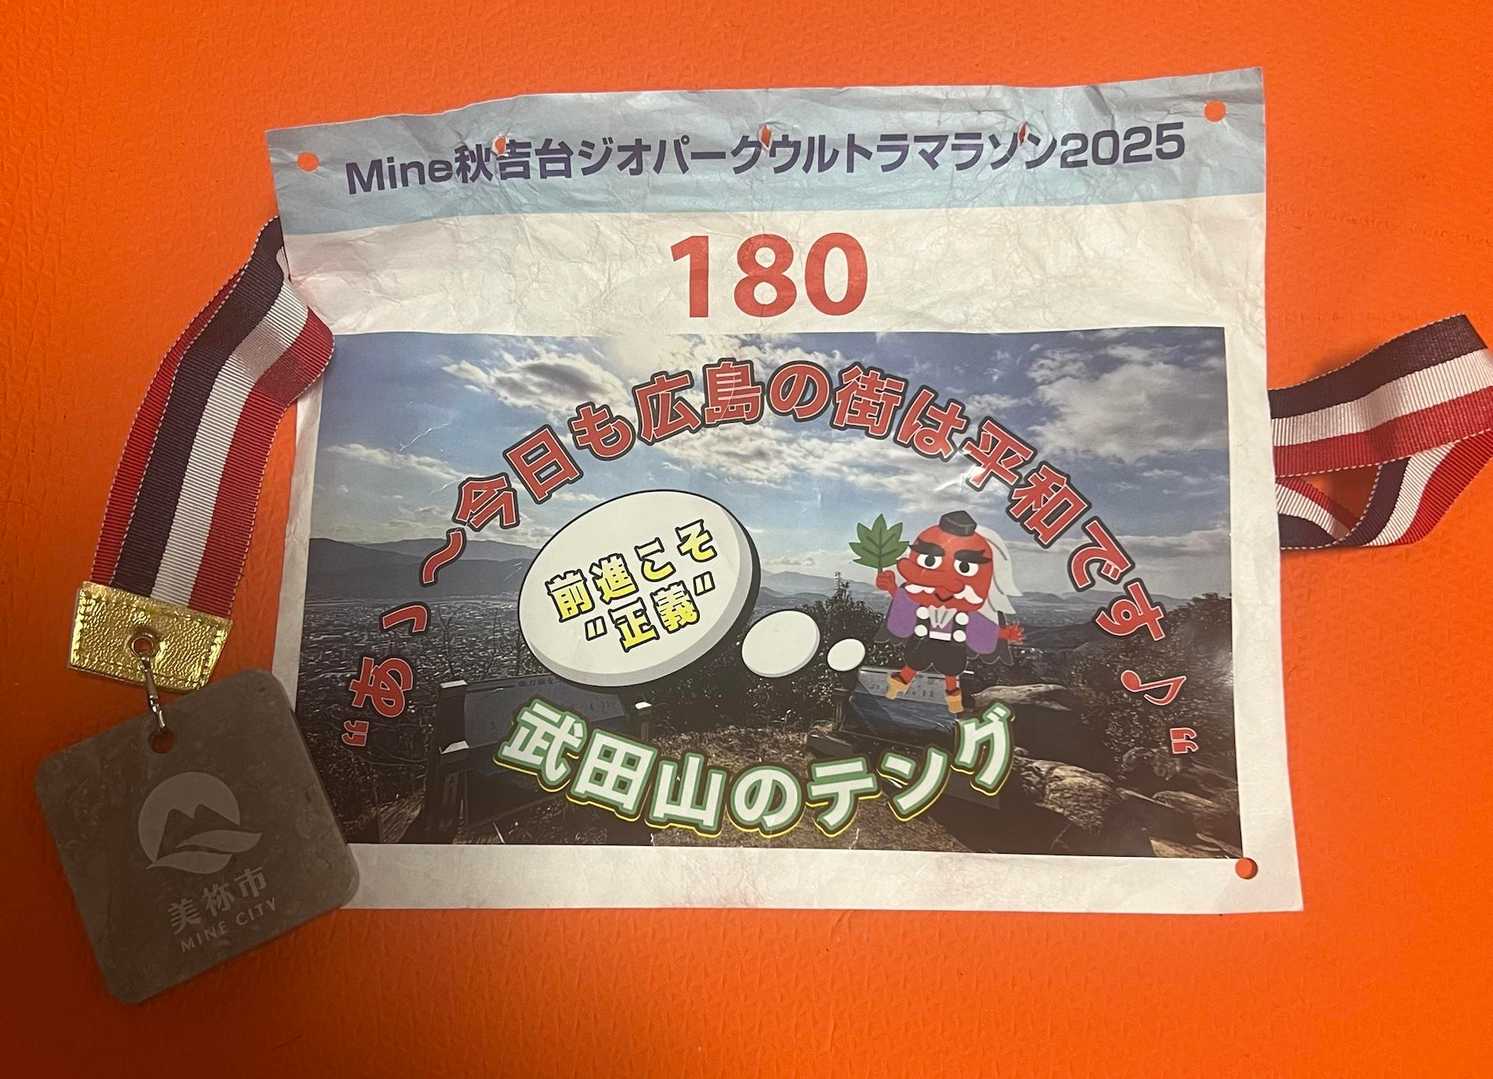 Mine秋吉台ジオパークウルトラマラソン2025
180
"あぁ〜今日も広島の街は平和です♪"
前進こそ
"正義"
武田山のテング
美祢市
MINE CITY